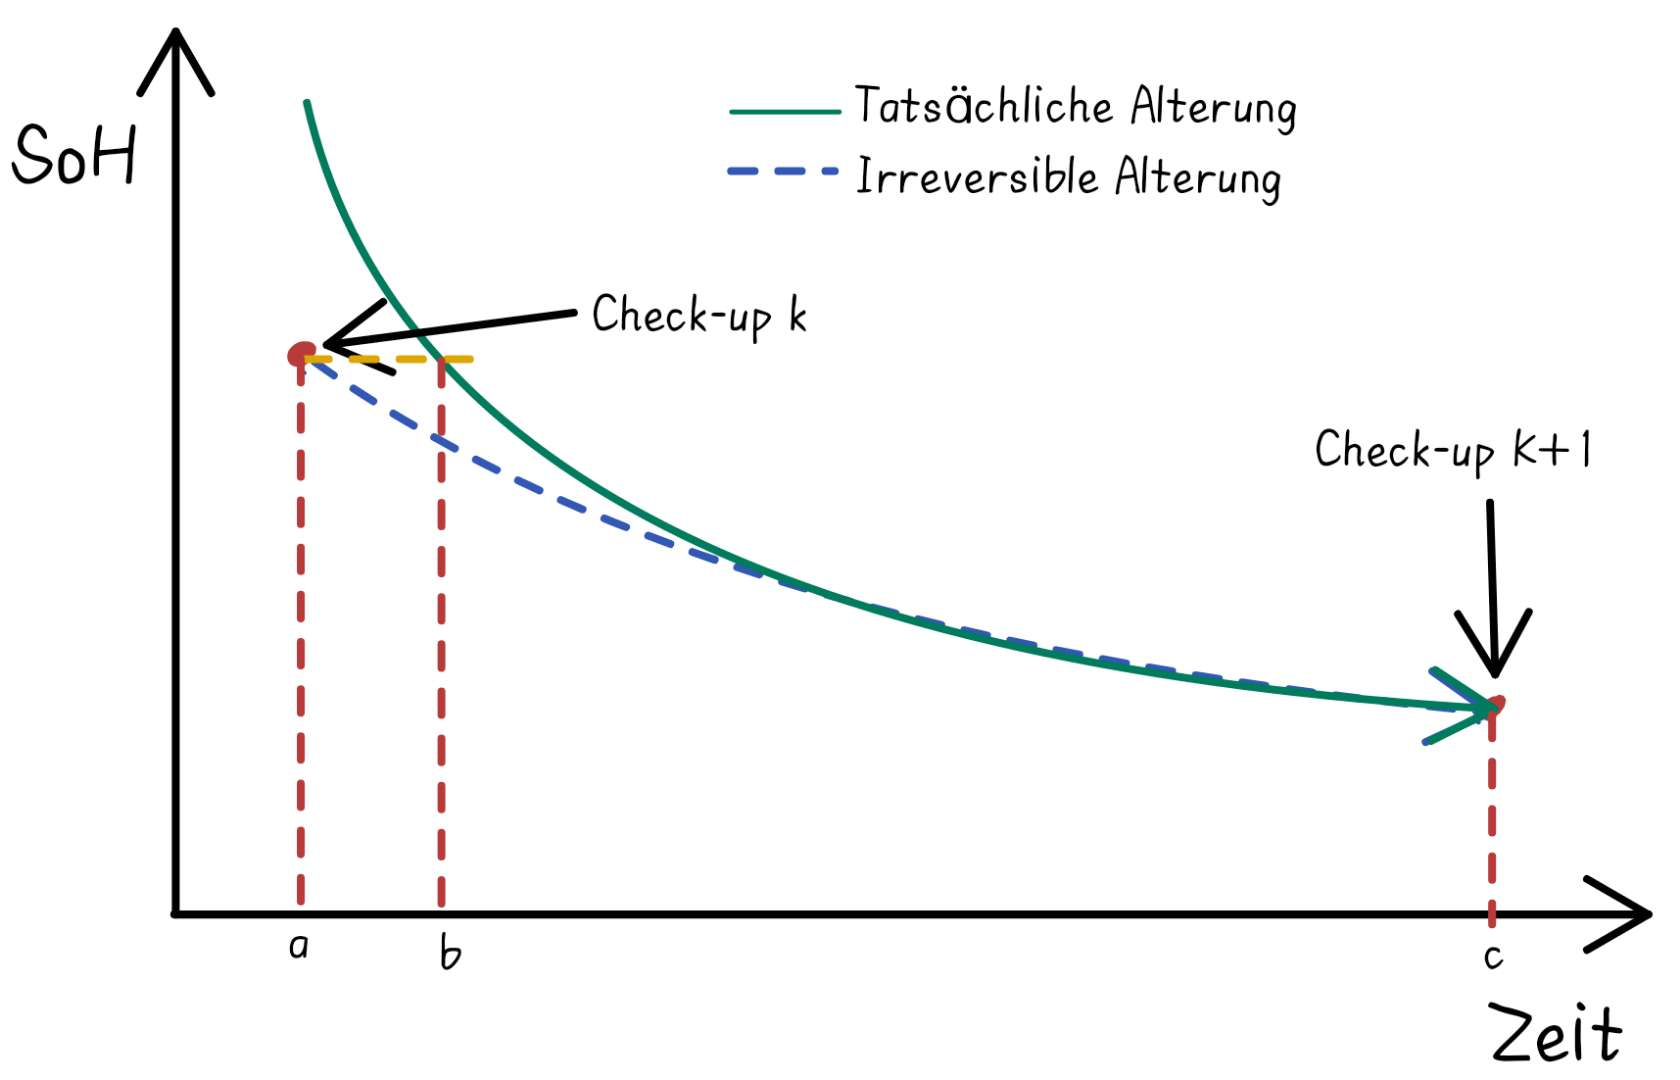 SoH
Tatsächliche Alterung
Irreversible Alterung
Check-up k
Check-up k+1
a
b
c
Zeit